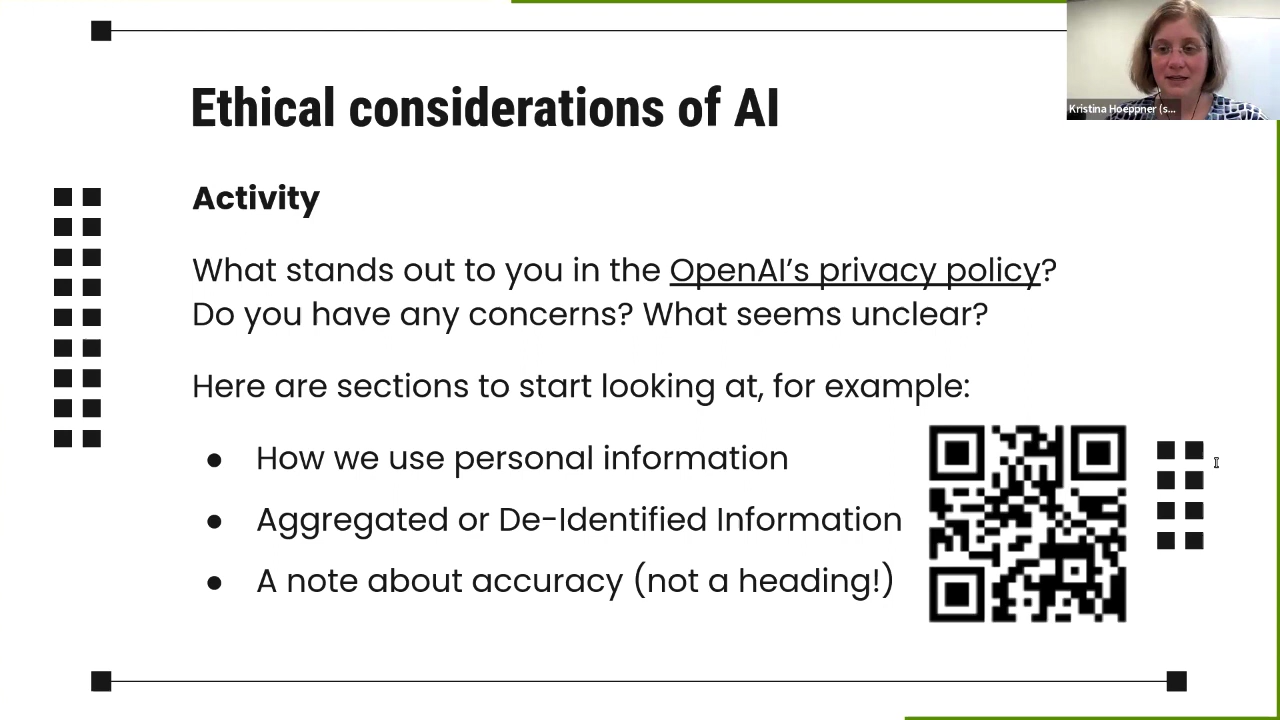 Ethical considerations of AI
Kristina Hoeppner (s...
Activity
What stands out to you in the OpenAI’s privacy policy?
Do you have any concerns? What seems unclear?
Here are sections to start looking at, for example:
● How we use personal information
● Aggregated or De-Identified Information
● A note about accuracy (not a heading!)